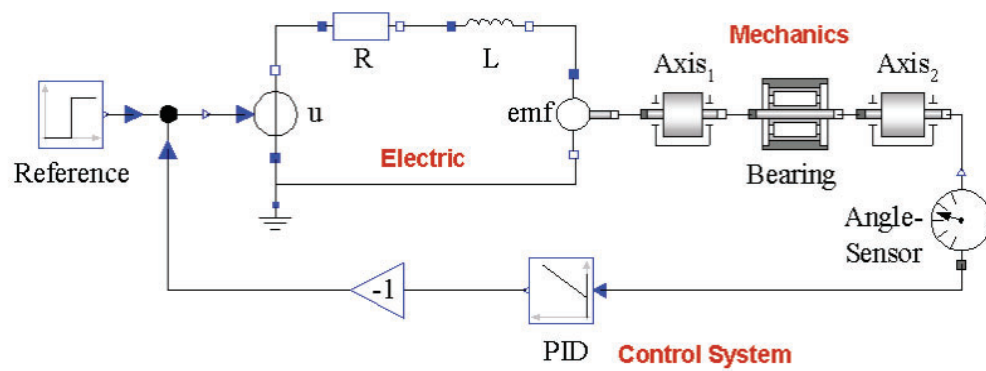 Mechanics
R
L
Axis₁
Axis₂
u
emf
Reference
Electric
Bearing
Angle-
Sensor
-1
PID
Control System